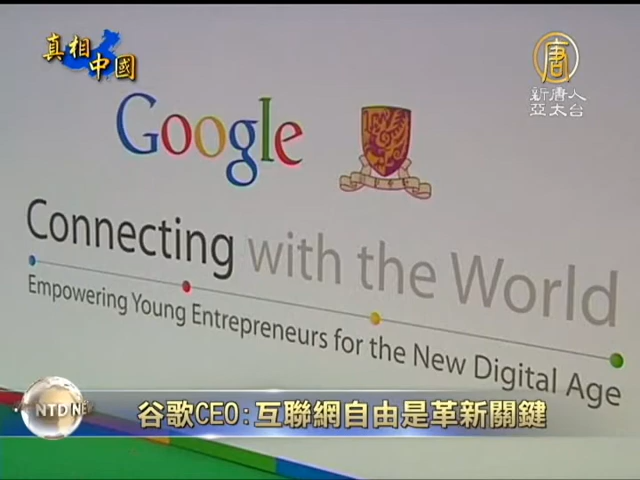 真相
中國
唐
新唐人
亞太台
Google
Connecting with the World
Empowering Young Entrepreneurs for the New Digital Age
NTD NE
谷歌CEO:互聯網自由是革新關鍵